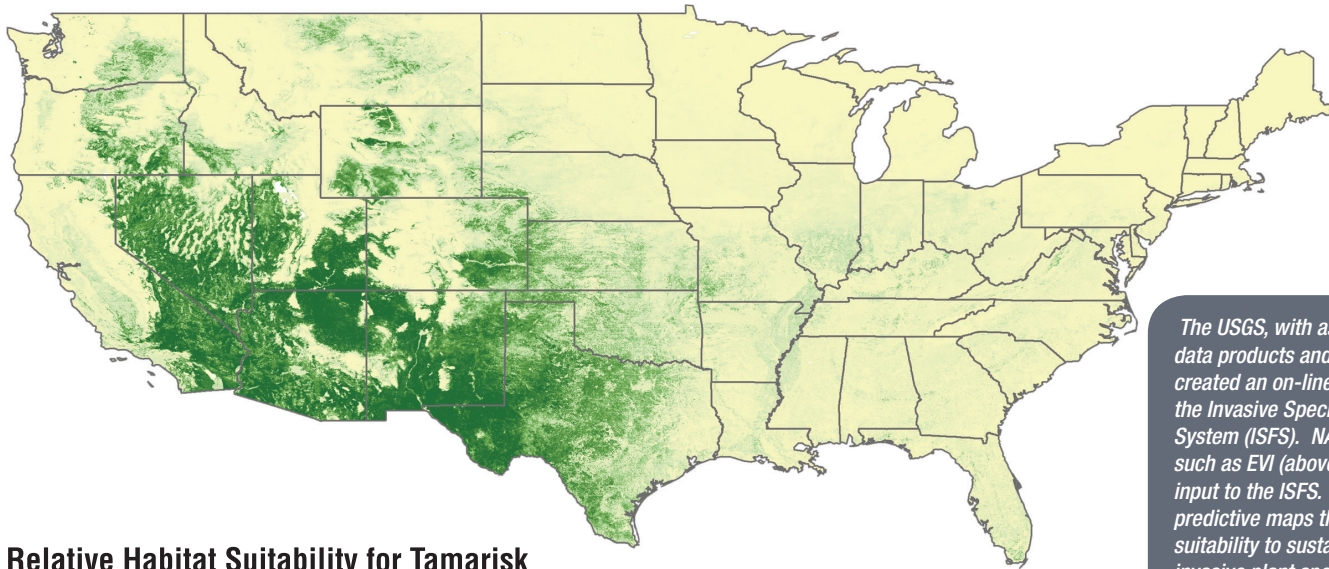 The USGS, with as
data products and
created an on-line
the Invasive Speci
System (ISFS). NA
such as EVI (above
input to the ISFS.
predictive maps th
suitability to susta
Relative Habitat Suitability for Tamarisk